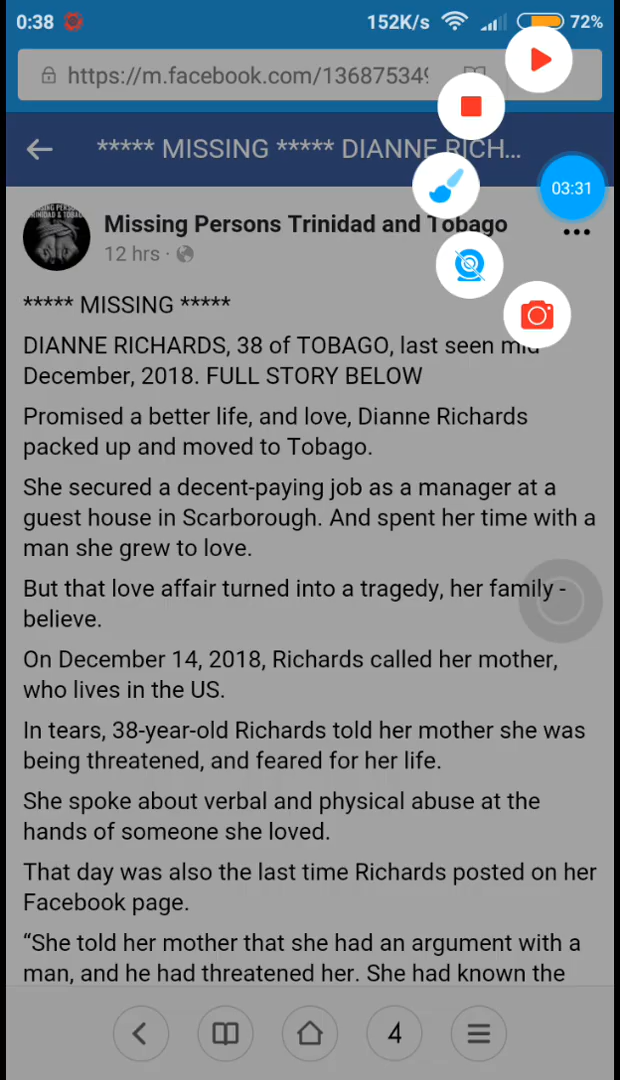 0:38 152K/s 72%
https://m.facebook.com/13687534
***** MISSING ***** DIANNE RICH...
03:31
Missing Persons Trinidad and Tobago
12 hrs ·
***** MISSING *****
DIANNE RICHARDS, 38 of TOBAGO, last seen mid
December, 2018. FULL STORY BELOW
Promised a better life, and love, Dianne Richards
packed up and moved to Tobago.
She secured a decent-paying job as a manager at a
guest house in Scarborough. And spent her time with a
man she grew to love.
But that love affair turned into a tragedy, her family -
believe.
On December 14, 2018, Richards called her mother,
who lives in the US.
In tears, 38-year-old Richards told her mother she was
being threatened, and feared for her life.
She spoke about verbal and physical abuse at the
hands of someone she loved.
That day was also the last time Richards posted on her
Facebook page.
“She told her mother that she had an argument with a
man, and he had threatened her. She had known the
4